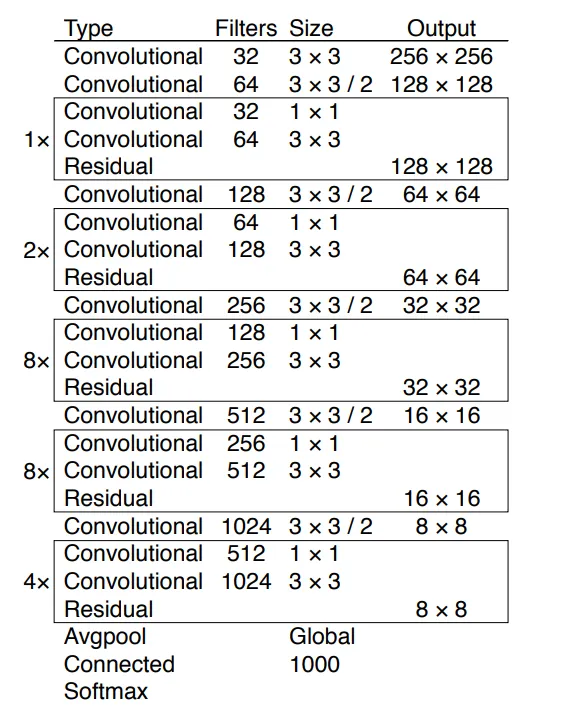 Type Filters Size Output
Convolutional 32 3 × 3 256 × 256
Convolutional 64 3 × 3 / 2 128 × 128
Convolutional 32 1 × 1
1× Convolutional 64 3 × 3
Residual 128 × 128
Convolutional 128 3 × 3 / 2 64 × 64
Convolutional 64 1 × 1
2× Convolutional 128 3 × 3
Residual 64 × 64
Convolutional 256 3 × 3 / 2 32 × 32
Convolutional 128 1 × 1
8× Convolutional 256 3 × 3
Residual 32 × 32
Convolutional 512 3 × 3 / 2 16 × 16
Convolutional 256 1 × 1
8× Convolutional 512 3 × 3
Residual 16 × 16
Convolutional 1024 3 × 3 / 2 8 × 8
Convolutional 512 1 × 1
4× Convolutional 1024 3 × 3
Residual 8 × 8
Avgpool Global
Connected 1000
Softmax